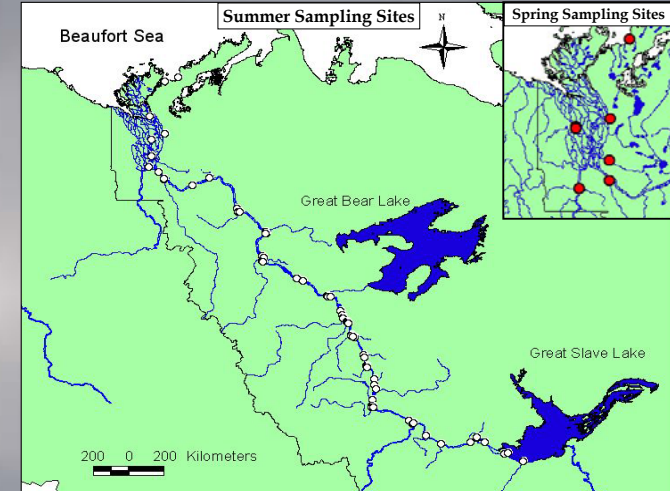 Summer Sampling Sites
Spring Sampling Sites
Beaufort Sea
N
Great Bear Lake
Great Slave Lake
200 0 200 Kilometers